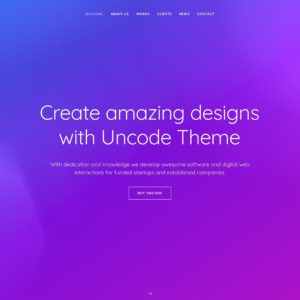 WELCOME ABOUT US WORKS CLIENTS NEWS CONTACT
Create amazing designs
with Uncode Theme
With dedication and knowledge we develop awesome software and digital web
interactions for funded startups and established companies.
BUY UNCODE